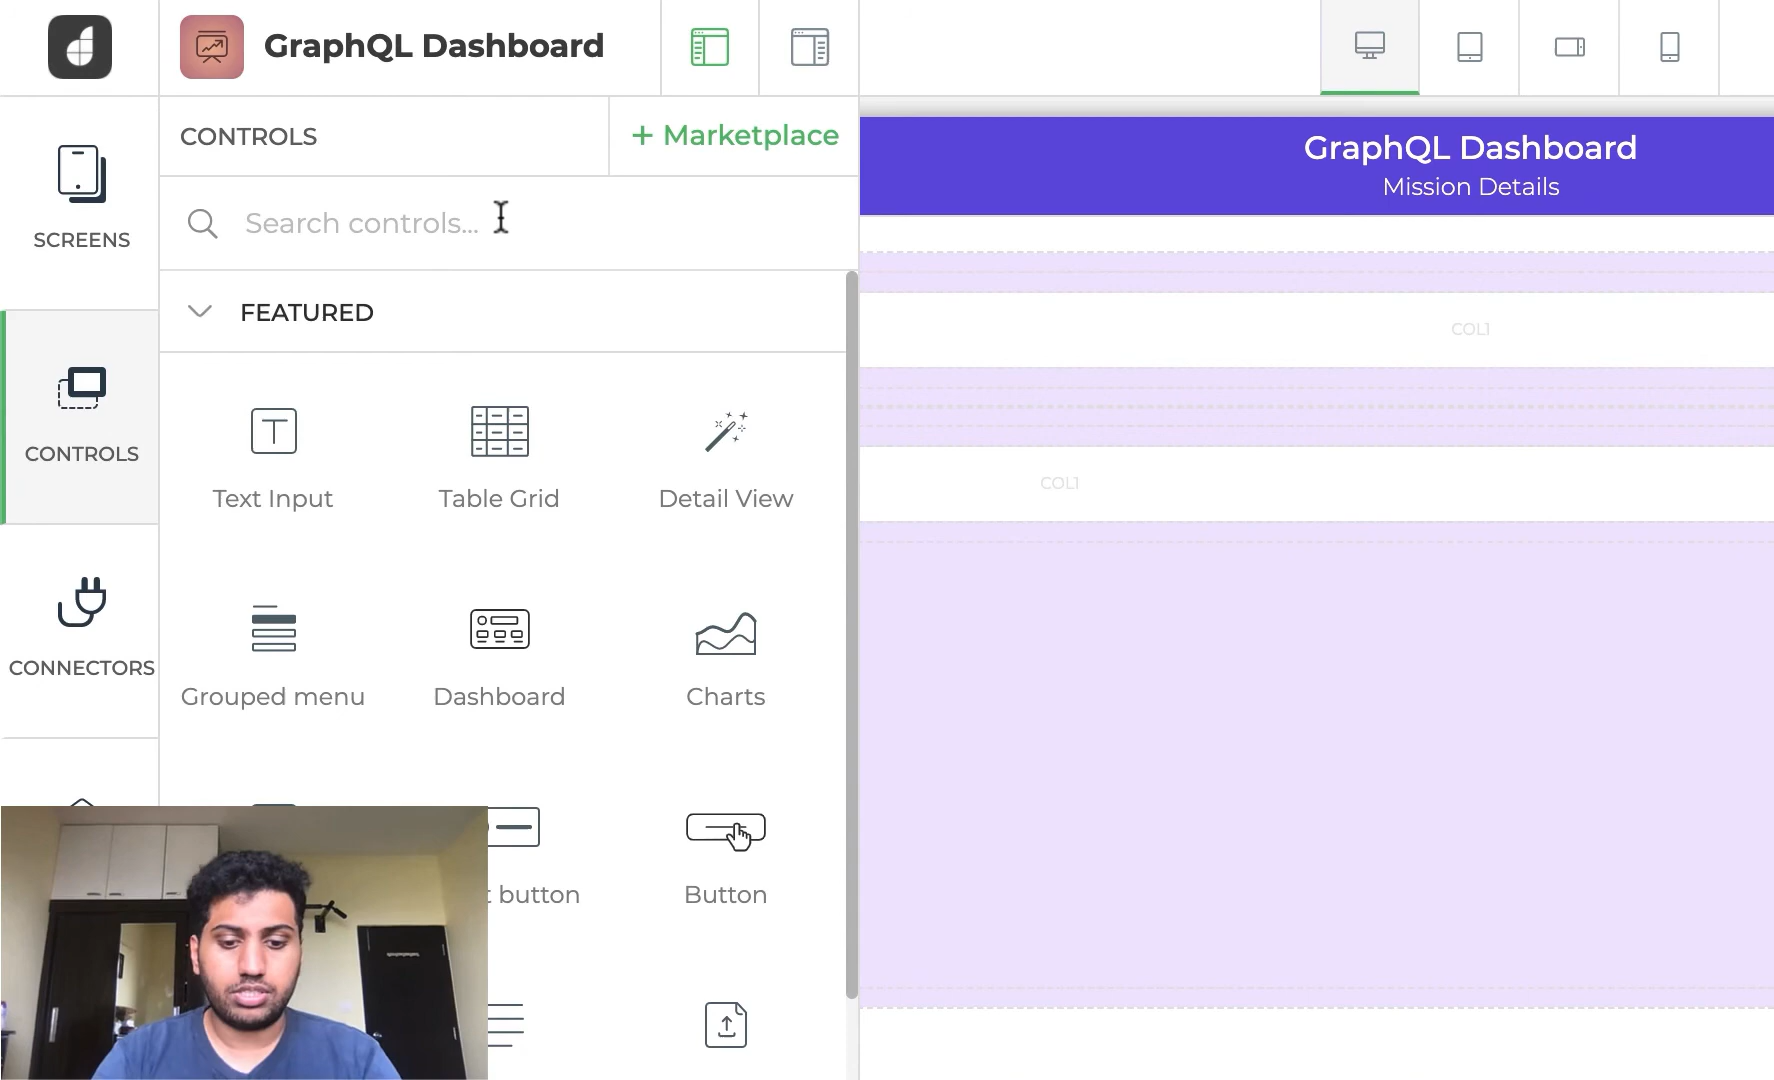 GraphQL Dashboard
SCREENS
CONTROLS
CONNECTORS
CONTROLS
+ Marketplace
Search controls...
FEATURED
Text Input
Table Grid
Detail View
Grouped menu
Dashboard
Charts
button
Button
GraphQL Dashboard
Mission Details
COL1
COL1